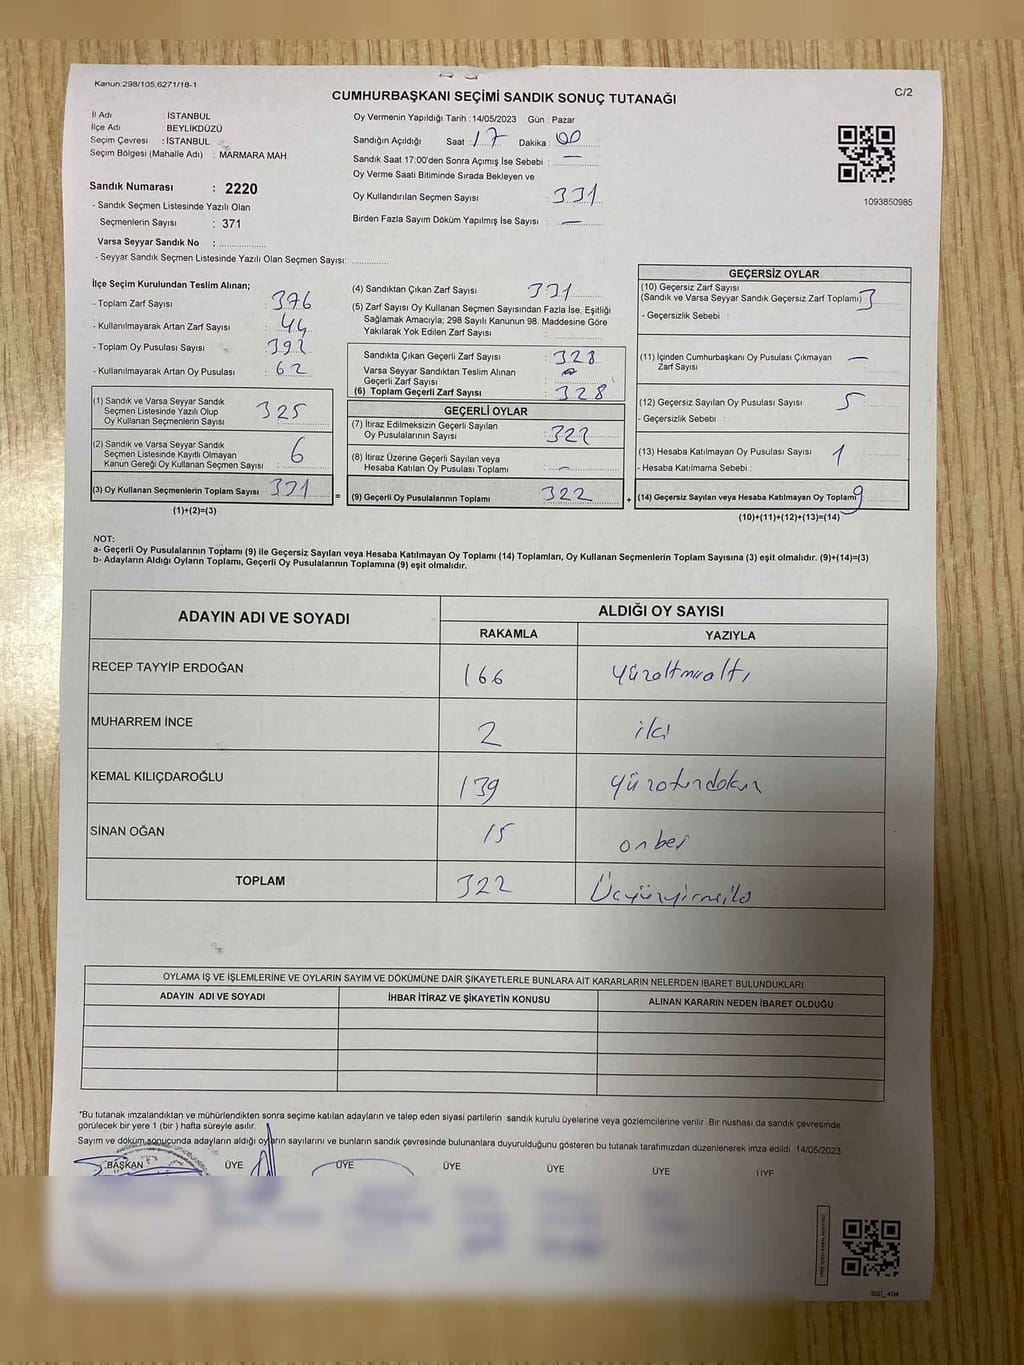 Kanun:298/105,6271/18-1
C/2
CUMHURBAŞKANI SEÇİMİ SANDIK SONUÇ TUTANAĞI
İl Adı : İSTANBUL
İlçe Adı : BEYLİKDÜZÜ
Seçim Çevresi : İSTANBUL
Seçim Bölgesi (Mahalle Adı) : MARMARA MAH.
Sandık Numarası : 2220
- Sandık Seçmen Listesinde Yazılı Olan
Seçmenlerin Sayısı : 371
Varsa Seyyar Sandık No :
- Seyyar Sandık Seçmen Listesinde Yazılı Olan Seçmen Sayısı:
Oy Vermenin Yapıldığı Tarih : 14/05/2023 Gün : Pazar
Sandığın Açıldığı Saat : 17 Dakika : 00
Sandık Saat 17:00'den Sonra Açımış İse Sebebi : —
Oy Verme Saati Bitiminde Sırada Bekleyen ve
Oy Kullandırılan Seçmen Sayısı : 331
Birden Fazla Sayım Döküm Yapılmış İse Sayısı : —
1093850985
İlçe Seçim Kurulundan Teslim Alınan;
- Toplam Zarf Sayısı : 376
- Kullanılmayarak Artan Zarf Sayısı : 44
- Toplam Oy Pusulası Sayısı : 392
- Kullanılmayarak Artan Oy Pusulası : 62
(1) Sandık ve Varsa Seyyar Sandık
Seçmen Listesinde Yazılı Olup
Oy Kullanan Seçmenlerin Sayısı : 325
(2) Sandık ve Varsa Seyyar Sandık
Seçmen Listesinde Kayıtlı Olmayan
Kanun Gereği Oy Kullanan Seçmen Sayısı : 6
(3) Oy Kullanan Seçmenlerin Toplam Sayısı : 331
(1)+(2)=(3)
=
(4) Sandıktan Çıkan Zarf Sayısı : 331
(5) Zarf Sayısı Oy Kullanan Seçmen Sayısından Fazla İse, Eşitliği
Sağlamak Amacıyla; 298 Sayılı Kanunun 98. Maddesine Göre
Yakılarak Yok Edilen Zarf Sayısı :
Sandıkta Çıkan Geçerli Zarf Sayısı : 328
Varsa Seyyar Sandıktan Teslim Alınan
Geçerli Zarf Sayısı :
(6) Toplam Geçerli Zarf Sayısı : 328
GEÇERLİ OYLAR
(7) İtiraz Edilmeksizin Geçerli Sayılan
Oy Pusulalarının Sayısı : 322
(8) İtiraz Üzerine Geçerli Sayılan veya
Hesaba Katılan Oy Pusulası Toplamı : —
(9) Geçerli Oy Pusulalarının Toplamı : 322
+
GEÇERSİZ OYLAR
(10) Geçersiz Zarf Sayısı
(Sandık ve Varsa Seyyar Sandık Geçersiz Zarf Toplamı) : 3
- Geçersizlik Sebebi :
(11) İçinden Cumhurbaşkanı Oy Pusulası Çıkmayan : —
Zarf Sayısı
(12) Geçersiz Sayılan Oy Pusulası Sayısı : 5
- Geçersizlik Sebebi :
(13) Hesaba Katılmayan Oy Pusulası Sayısı : 1
- Hesaba Katılmama Sebebi :
(14) Geçersiz Sayılan veya Hesaba Katılmayan Oy Toplamı : 9
(10)+(11)+(12)+(13)=(14)
NOT:
a- Geçerli Oy Pusulalarının Toplamı (9) ile Geçersiz Sayılan veya Hesaba Katılmayan Oy Toplamı (14) Toplamları, Oy Kullanan Seçmenlerin Toplam Sayısına (3) eşit olmalıdır. (9)+(14)=(3)
b- Adayların Aldığı Oyların Toplamı, Geçerli Oy Pusulalarının Toplamına (9) eşit olmalıdır.
ADAYIN ADI VE SOYADI
ALDIĞI OY SAYISI
RAKAMLA YAZIYLA
RECEP TAYYİP ERDOĞAN 166 yüzaltmışaltı
MUHARREM İNCE 2 iki
KEMAL KILIÇDAROĞLU 139 yüzotuzdokuz
SİNAN OĞAN 15 onbeş
TOPLAM 322 Üçyüzyirmiiki
OYLAMA İŞ VE İŞLEMLERİNE VE OYLARIN SAYIM VE DÖKÜMÜNE DAİR ŞİKAYETLERLE BUNLARA AİT KARARLARIN NELERDEN İBARET BULUNDUKLARI
ADAYIN ADI VE SOYADI İHBAR İTİRAZ VE ŞİKAYETİN KONUSU ALINAN KARARIN NEDEN İBARET OLDUĞU
*Bu tutanak imzalandıktan ve mühürlendikten sonra seçime katılan adayların ve talep eden siyasi partilerin sandık kurulu üyelerine veya gözlemcilerine verilir. Bir nushası da sandık çevresinde
görülecek bir yere 1 (bir ) hafta süreyle asılır.
Sayım ve döküm sonucunda adayların aldığı oyların sayılarını ve bunların sandık çevresinde bulunanlara duyurulduğunu gösteren bu tutanak tarafımızdan düzenlenerek imza edildi. 14/05/2023
BAŞKAN ÜYE ÜYE ÜYE ÜYE ÜYE ÜYE
SSI_404